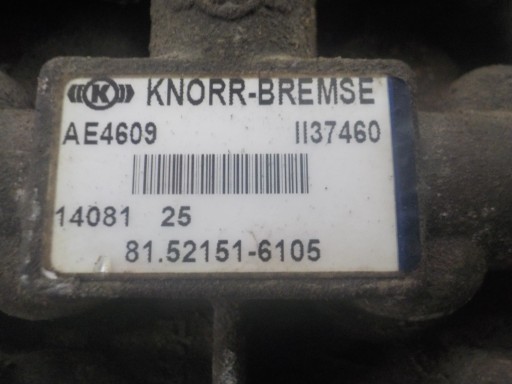 K KNORR-BREMSE
AE4609 II37460
14081 25
81.52151-6105